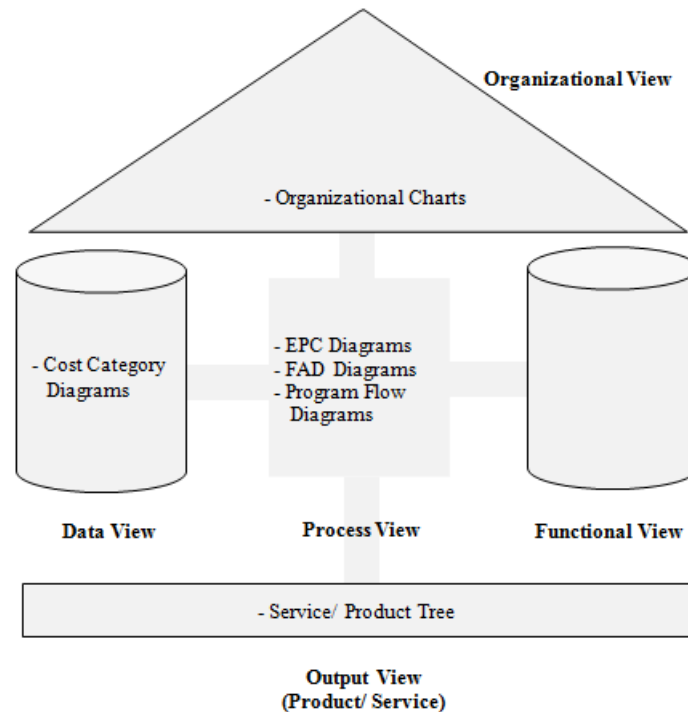 Organizational View
- Organizational Charts
- Cost Category
Diagrams
- EPC Diagrams
- FAD Diagrams
- Program Flow
Diagrams
Data View
Process View
Functional View
- Service/ Product Tree
Output View
(Product/ Service)